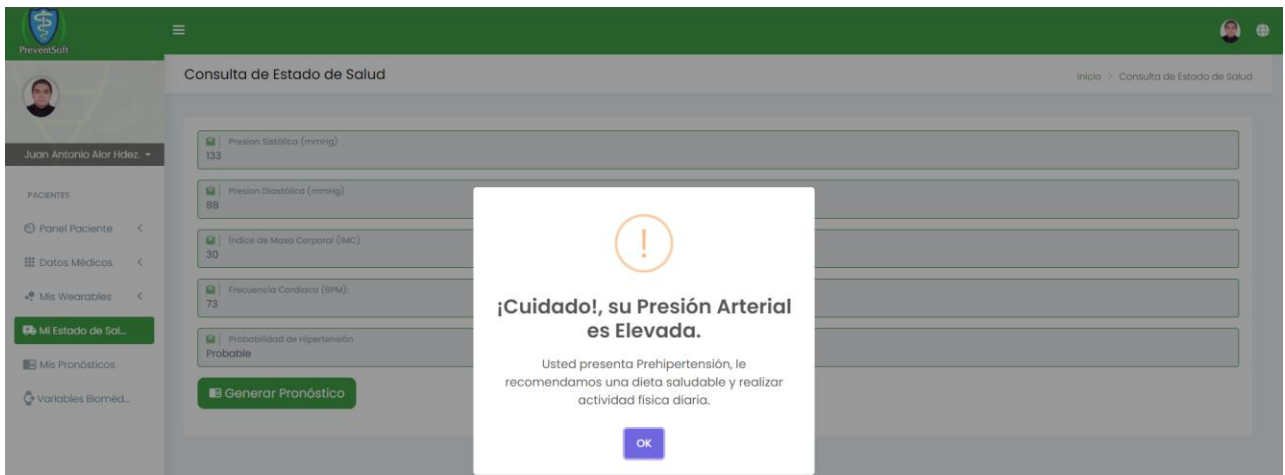 PreventSoft
Consulta de Estado de Salud
Inicio > Consulta de Estado de Salud
Juan Antonio Alor Hdez.
PACIENTES
Panel Paciente
Datos Médicos
Mis Wearables
Mi Estado de Sal...
Mis Pronósticos
Variables Bioméd...
Presion Sistólica (mmHg)
133
Presion Diastólica (mmHg)
88
Índice de Masa Corporal (IMC)
30
Frecuencia Cardiaca (BPM):
73
Probabilidad de Hipertensión
Probable
Generar Pronóstico
¡Cuidado!, su Presión Arterial
es Elevada.
Usted presenta Prehipertensión, le
recomendamos una dieta saludable y realizar
actividad física diaria.
OK